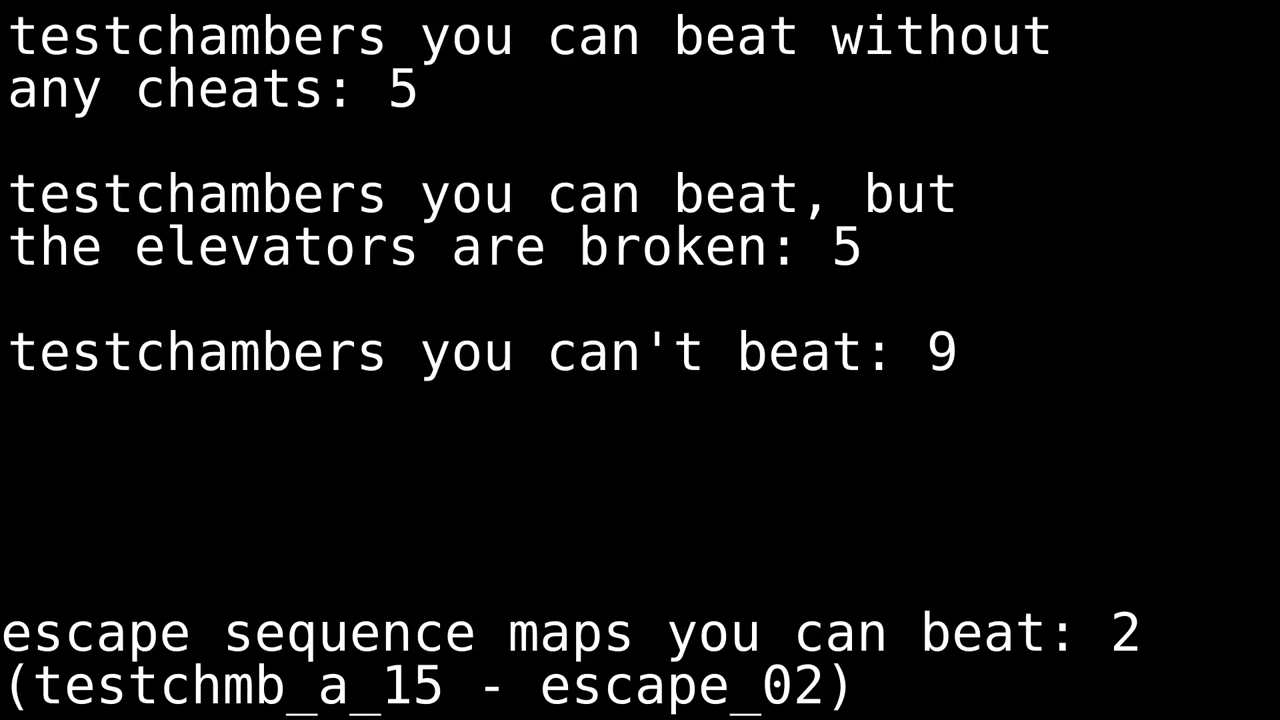 testchambers you can beat without
any cheats: 5
testchambers you can beat, but
the elevators are broken: 5
testchambers you can't beat: 9
escape sequence maps you can beat: 2
(testchmb_a_15 - escape_02)